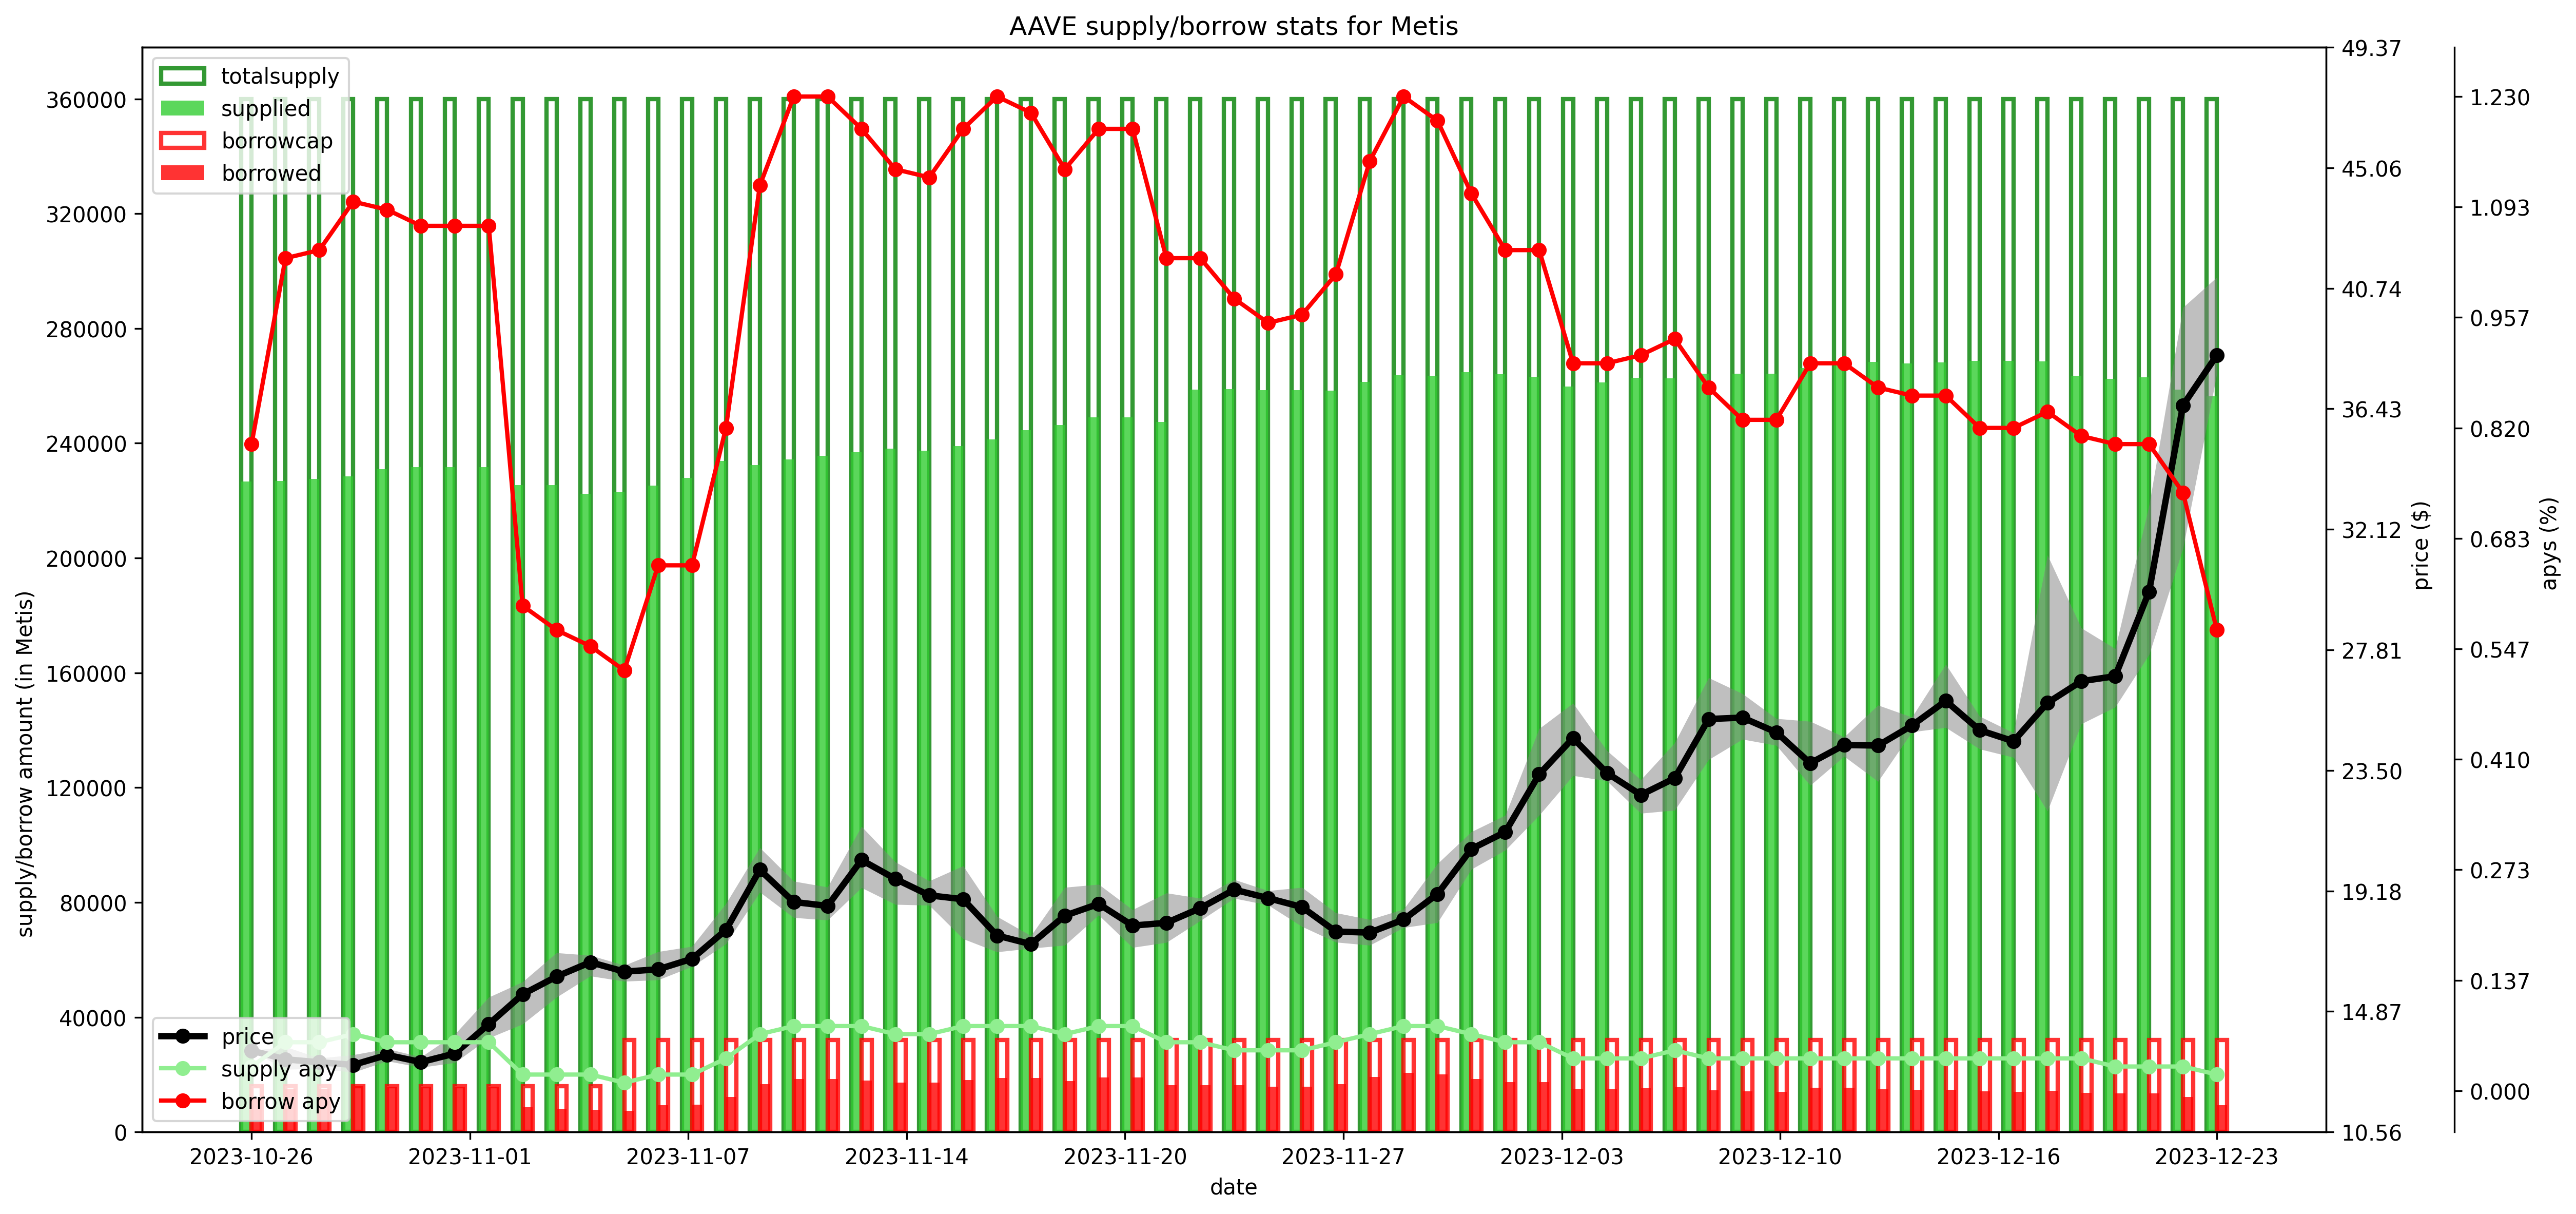 AAVE supply/borrow stats for Metis
totalsupply
supplied
borrowcap
borrowed
price
supply apy
borrow apy
supply/borrow amount (in Metis)
360000
320000
280000
240000
200000
160000
120000
80000
40000
0
49.37
45.06
40.74
36.43
32.12
27.81
23.50
19.18
14.87
10.56
price ($)
1.230
1.093
0.957
0.820
0.683
0.547
0.410
0.273
0.137
0.000
apys (%)
2023-10-26 2023-11-01 2023-11-07 2023-11-14 2023-11-20 2023-11-27 2023-12-03 2023-12-10 2023-12-16 2023-12-23
date